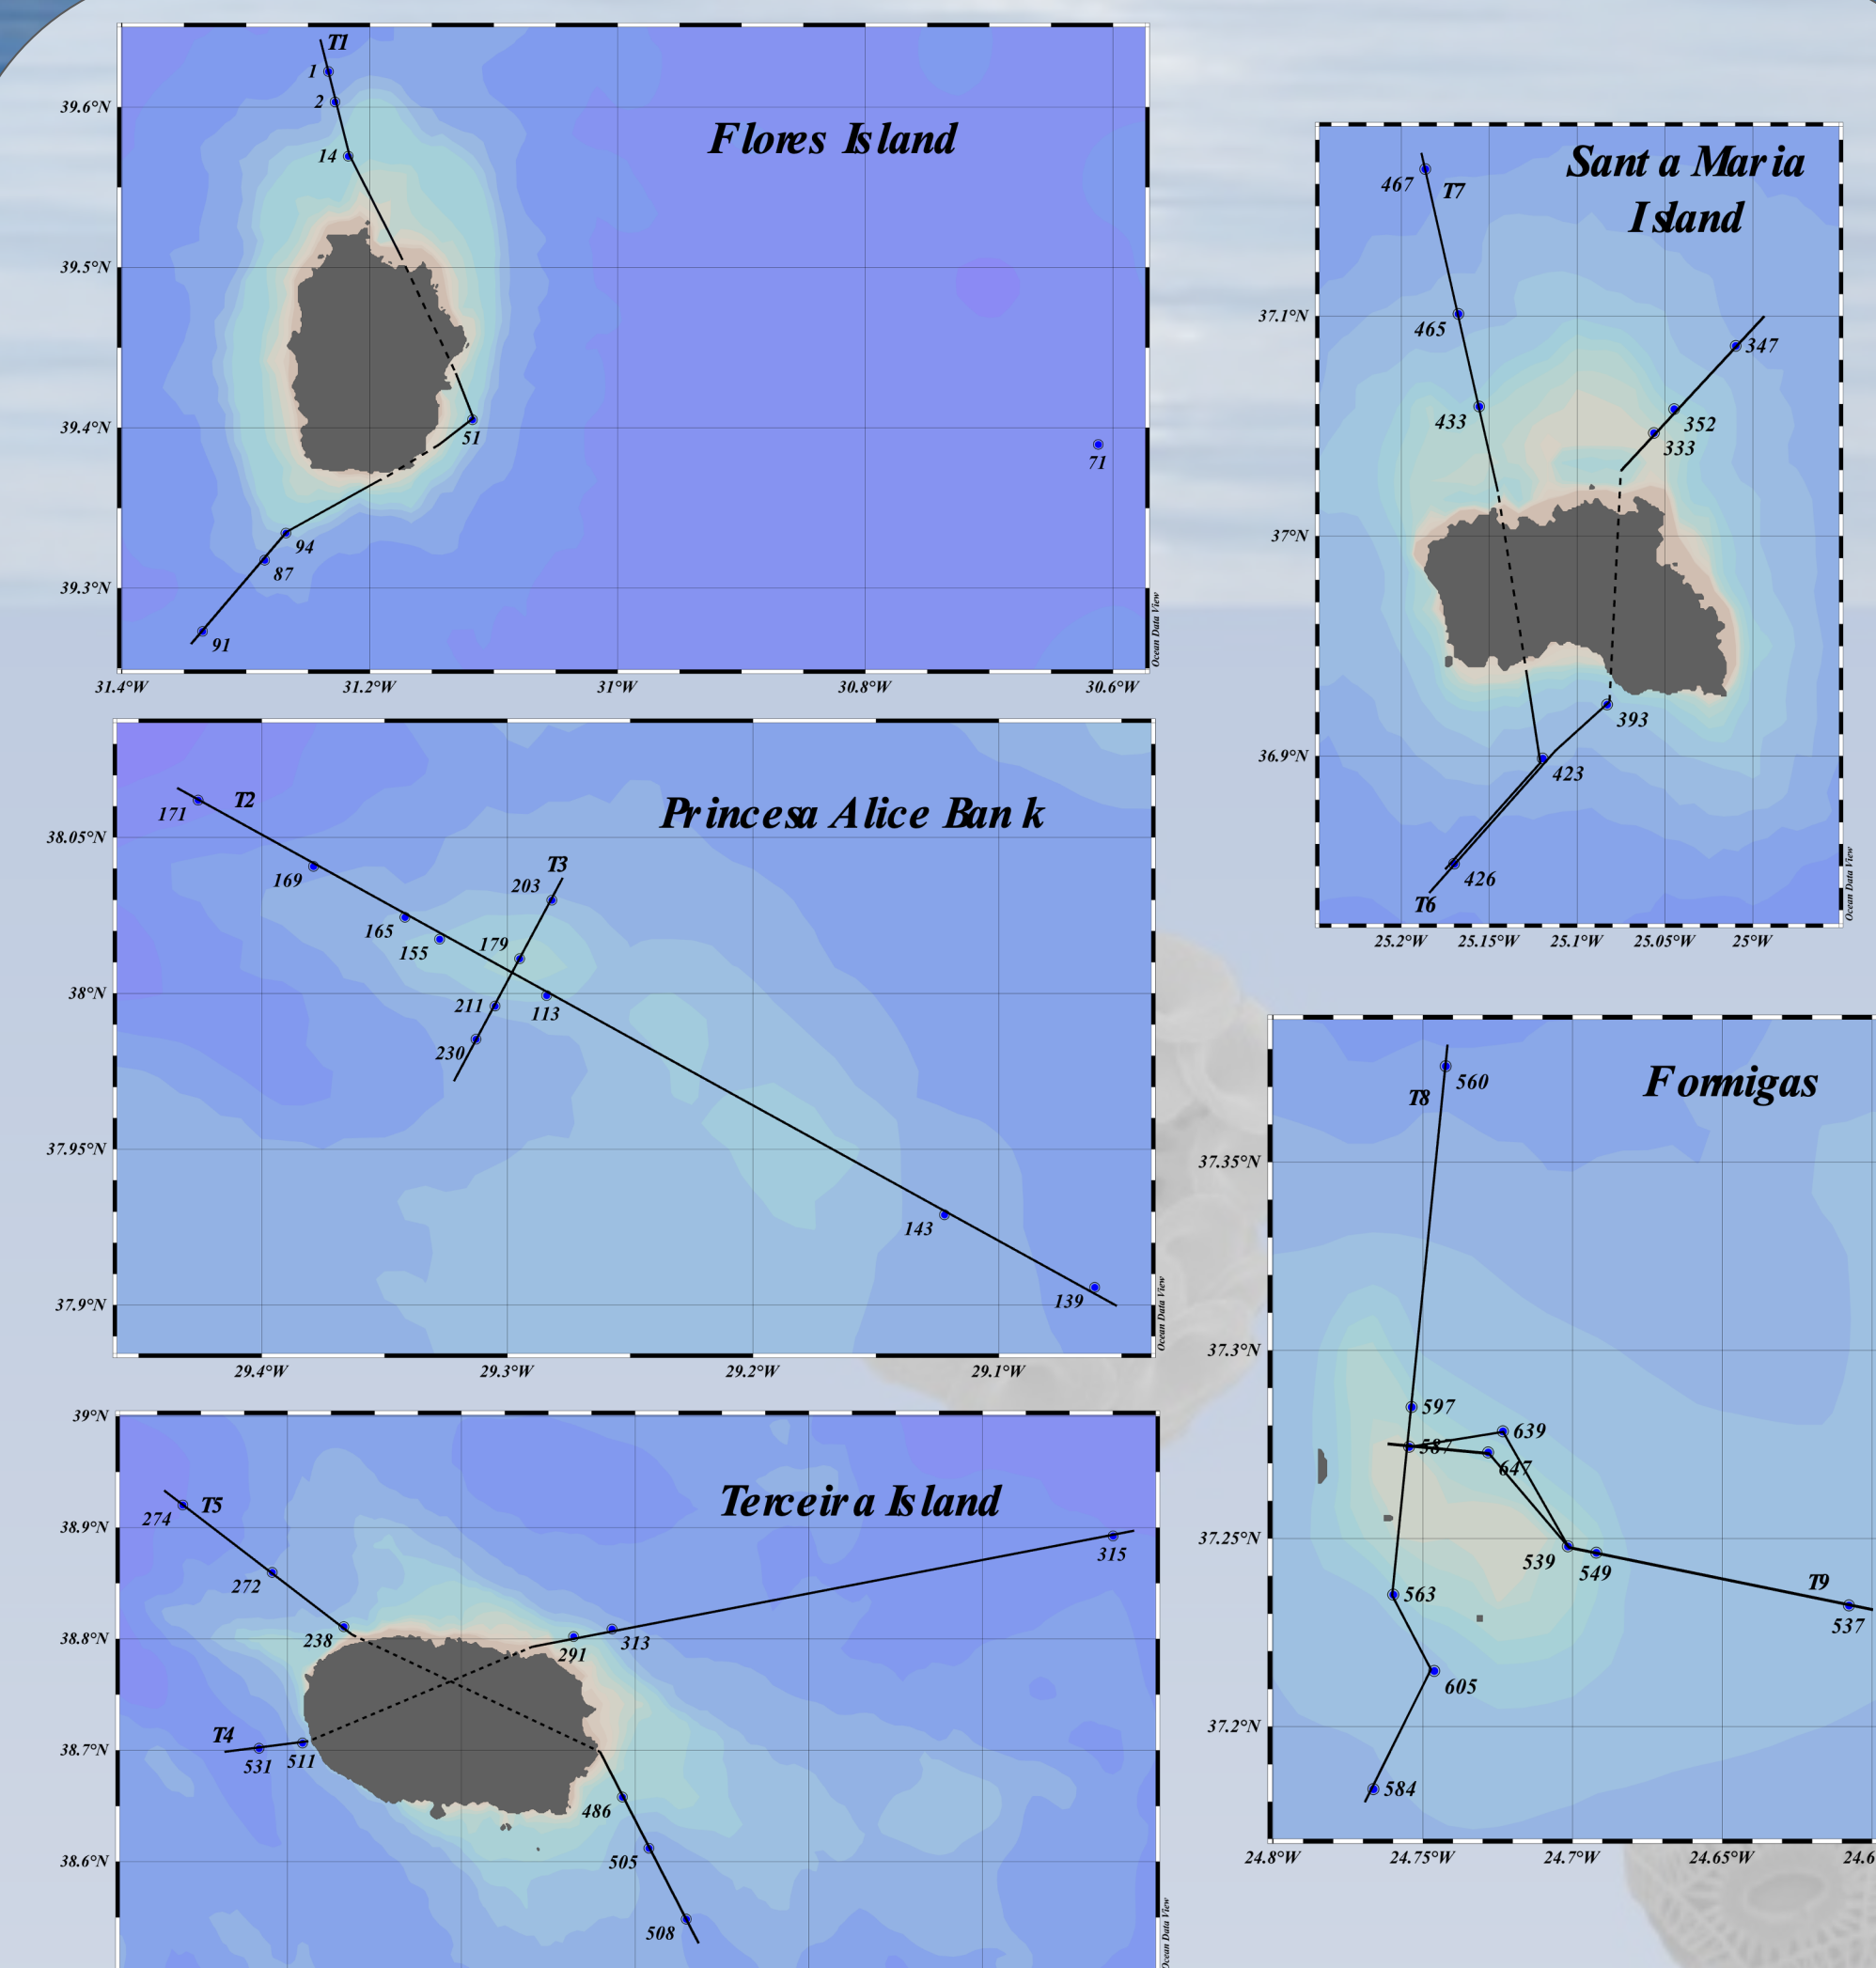 T1
1
2
39.6°N
Flores Island
14
39.5°N
39.4°N
51
71
94
87
39.3°N
91
Ocean Data View
31.4°W 31.2°W 31°W 30.8°W 30.6°W
Santa Maria
Island
467
T7
37.1°N
465
347
433
352
333
37°N
393
36.9°N
423
426
T6
Ocean Data View
25.2°W 25.15°W 25.1°W 25.05°W 25°W
171
T2
Princesa Alice Bank
38.05°N
T3
169
203
165
155
179
38°N
211
113
230
37.95°N
143
37.9°N
139
Ocean Data View
29.4°W 29.3°W 29.2°W 29.1°W
560
T8
Formigas
37.35°N
37.3°N
597
639
587
647
37.25°N
539
549
T9
563
537
605
37.2°N
584
24.8°W 24.75°W 24.7°W 24.65°W 24.6
39°N
Terceira Island
274
T5
38.9°N
315
272
38.8°N
238
291
313
T4
38.7°N
531
511
486
38.6°N
505
508
Ocean Data View